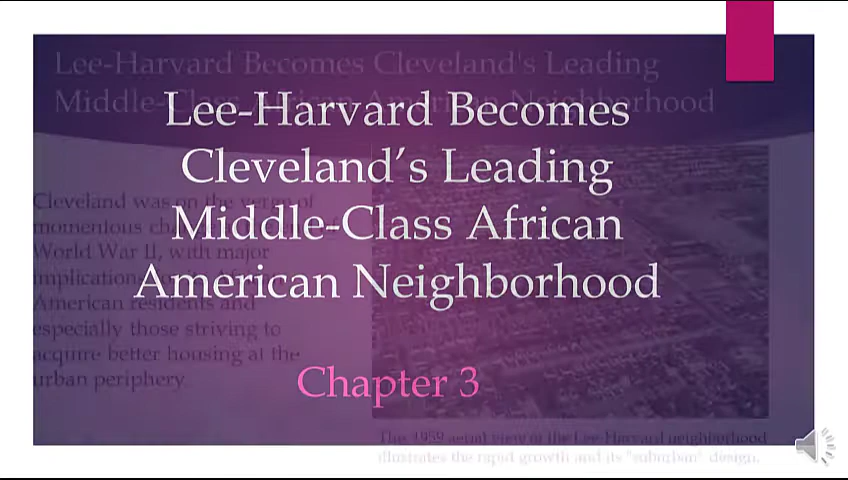 Lee-Harvard Becomes Cleveland's Leading
Middle-Class African American Neighborhood
Lee-Harvard Becomes
Cleveland’s Leading
Middle-Class African
American Neighborhood
Chapter 3
Cleveland was on the verge of
momentous
World War II, with major
implications
American residents and
especially those striving to
acquire better housing at the
urban periphery.
The 1959 aerial view of the Lee-Harvard neighborhood
illustrates the rapid growth and its "suburban" design.